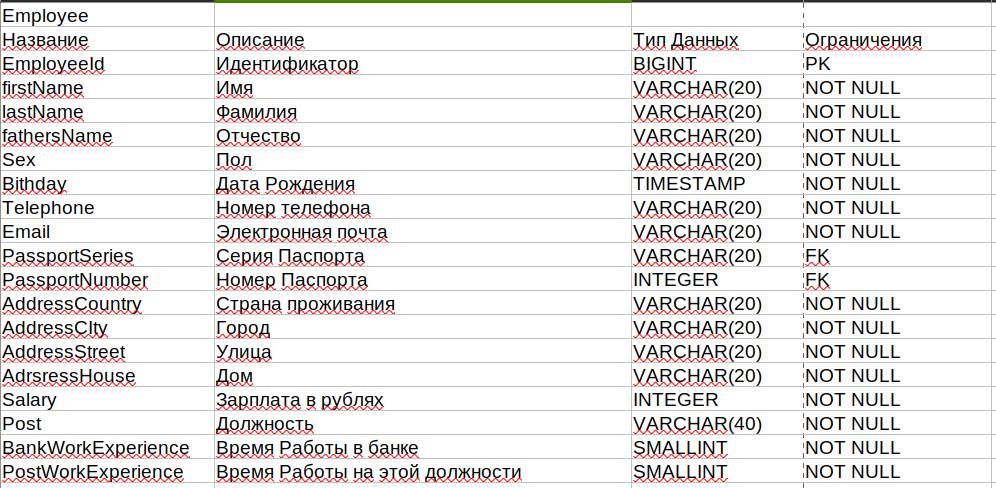 Employee
Название Описание Тип Данных Ограничения
EmployeeId Идентификатор BIGINT PK
firstName Имя VARCHAR(20) NOT NULL
lastName Фамилия VARCHAR(20) NOT NULL
fathersName Отчество VARCHAR(20) NOT NULL
Sex Пол VARCHAR(20) NOT NULL
Bithday Дата Рождения TIMESTAMP NOT NULL
Telephone Номер телефона VARCHAR(20) NOT NULL
Email Электронная почта VARCHAR(20) NOT NULL
PassportSeries Серия Паспорта VARCHAR(20) FK
PassportNumber Номер Паспорта INTEGER FK
AddressCountry Страна проживания VARCHAR(20) NOT NULL
AddressCIty Город VARCHAR(20) NOT NULL
AddressStreet Улица VARCHAR(20) NOT NULL
AdrsressHouse Дом VARCHAR(20) NOT NULL
Salary Зарплата в рублях INTEGER NOT NULL
Post Должность VARCHAR(40) NOT NULL
BankWorkExperience Время Работы в банке SMALLINT NOT NULL
PostWorkExperience Время Работы на этой должности SMALLINT NOT NULL